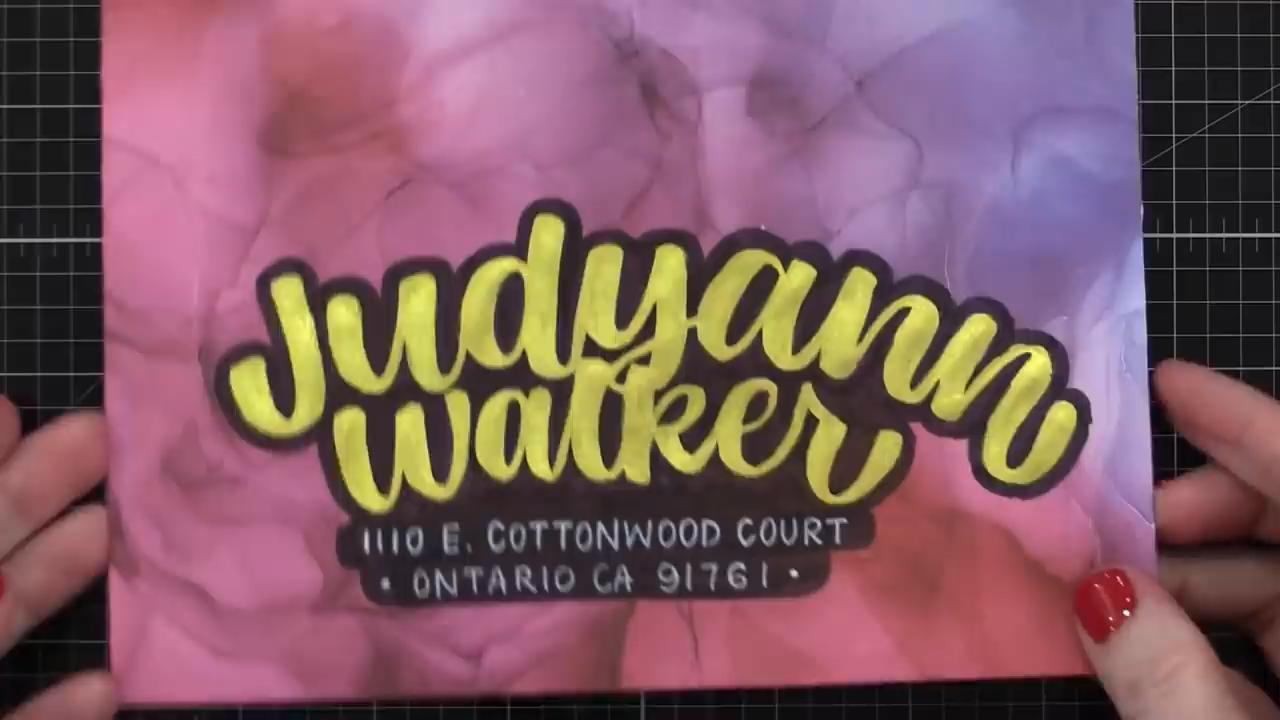 Judyann
walker
1110 E. COTTONWOOD COURT
• ONTARIO CA 91761 •